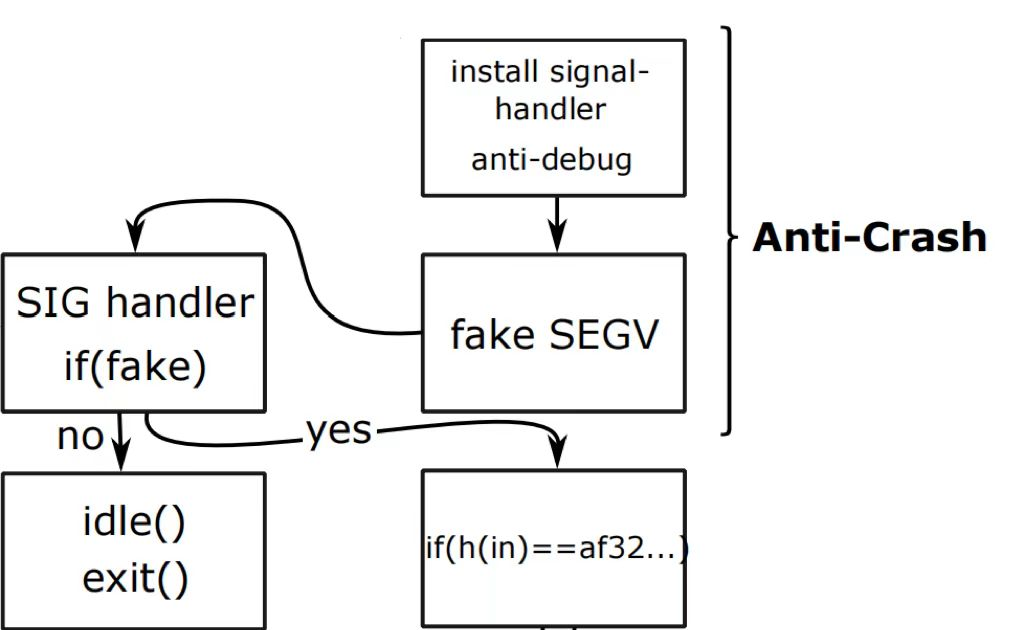 install signal-
handler
anti-debug
Anti-Crash
SIG handler
if(fake)
fake SEGV
no
yes
idle()
exit()
if(h(in)==af32...)